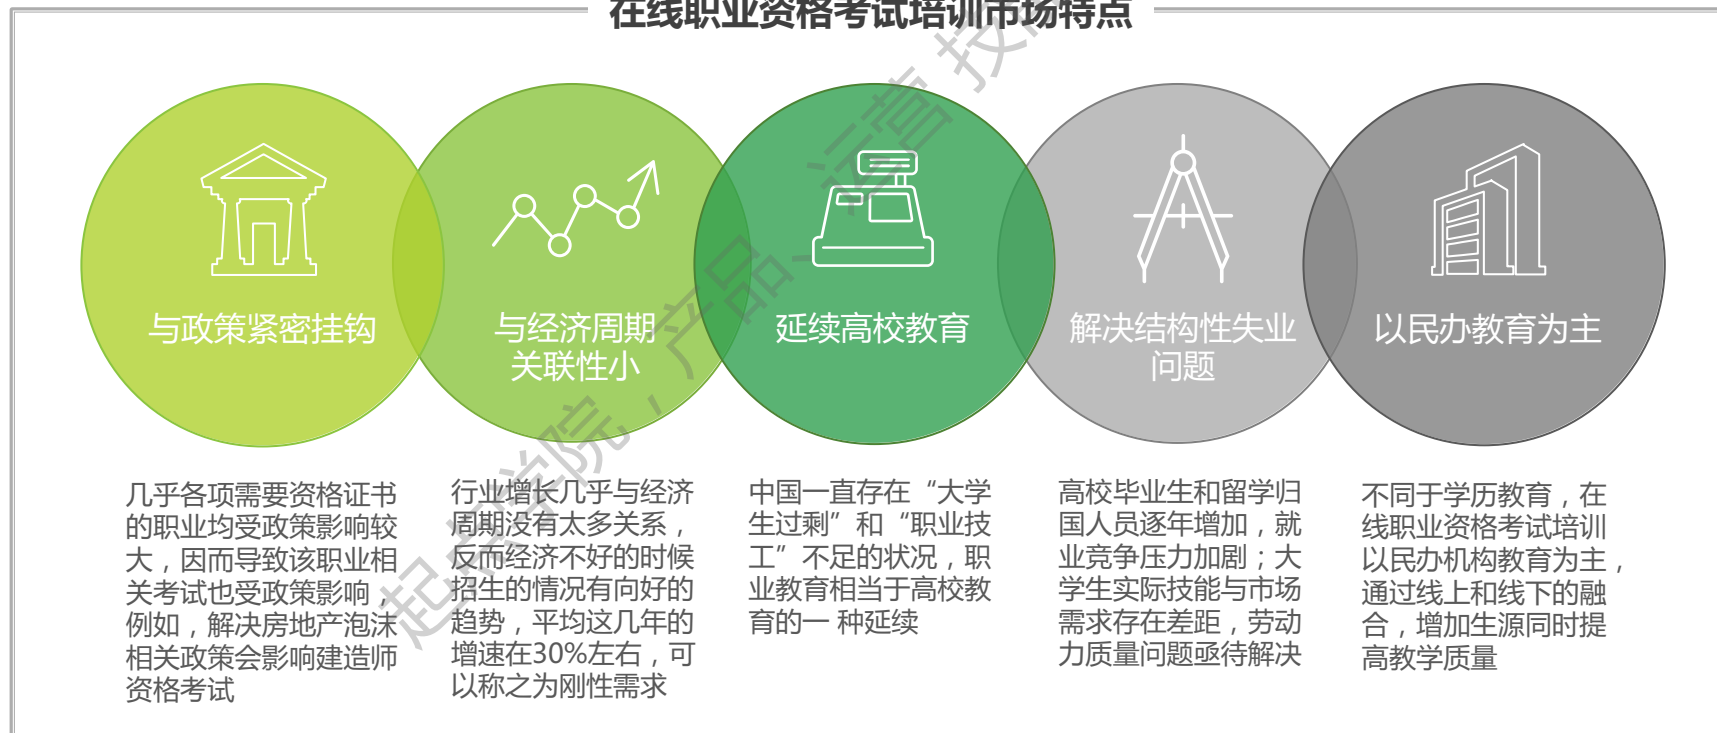 在线职业资格考试培训市场特点
与政策紧密挂钩
与经济周期
关联性小
延续高校教育
解决结构性失业
问题
以民办教育为主
几乎各项需要资格证书
的职业均受政策影响较
大，因而导致该职业相
关考试也受政策影响，
例如，解决房地产泡沫
相关政策会影响建造师
资格考试
行业增长几乎与经济
周期没有太多关系，
反而经济不好的时候
招生的情况有向好的
趋势，平均这几年的
增速在30%左右，可
以称之为刚性需求
中国一直存在“大学
生过剩”和“职业技
工”不足的状况，职
业教育相当于高校教
育的一 种延续
高校毕业生和留学归
国人员逐年增加，就
业竞争压力加剧；大
学生实际技能与市场
需求存在差距，劳动
力质量问题亟待解决
不同于学历教育，在
线职业资格考试培训
以民办机构教育为主，
通过线上和线下的融
合，增加生源同时提
高教学质量
起点学院，产品、运营 技